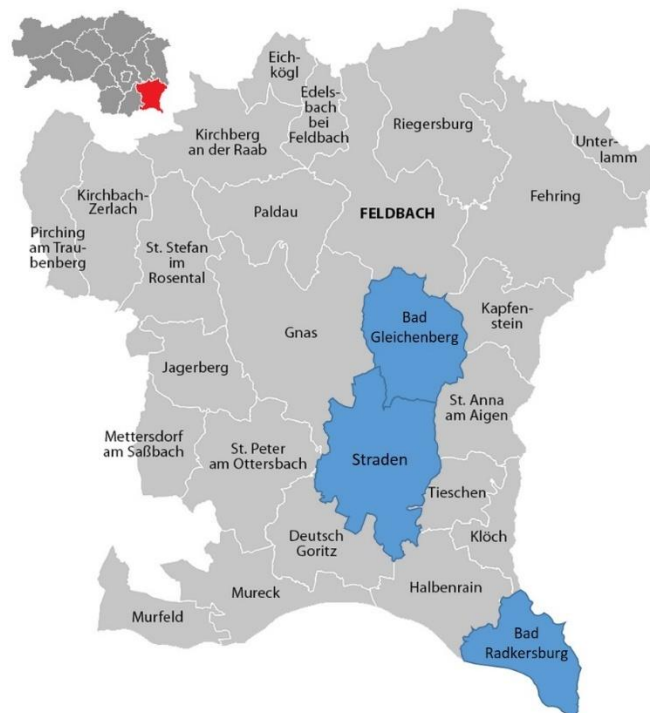 Eich-
kögl
Edels-
bach
bei
Feldbach
Kirchberg
an der Raab
Riegersburg
Unter-
lamm
Kirchbach-
Zerlach
Paldau
FELDBACH
Fehring
Pirching
am Trau-
benberg
St. Stefan
im
Rosental
Bad
Gleichenberg
Kapfen-
stein
Gnas
Jagerberg
St. Anna
am Aigen
Mettersdorf
am Saßbach
St. Peter
am Ottersbach
Straden
Tieschen
Deutsch
Goritz
Klöch
Mureck
Halbenrain
Murfeld
Bad
Radkersburg